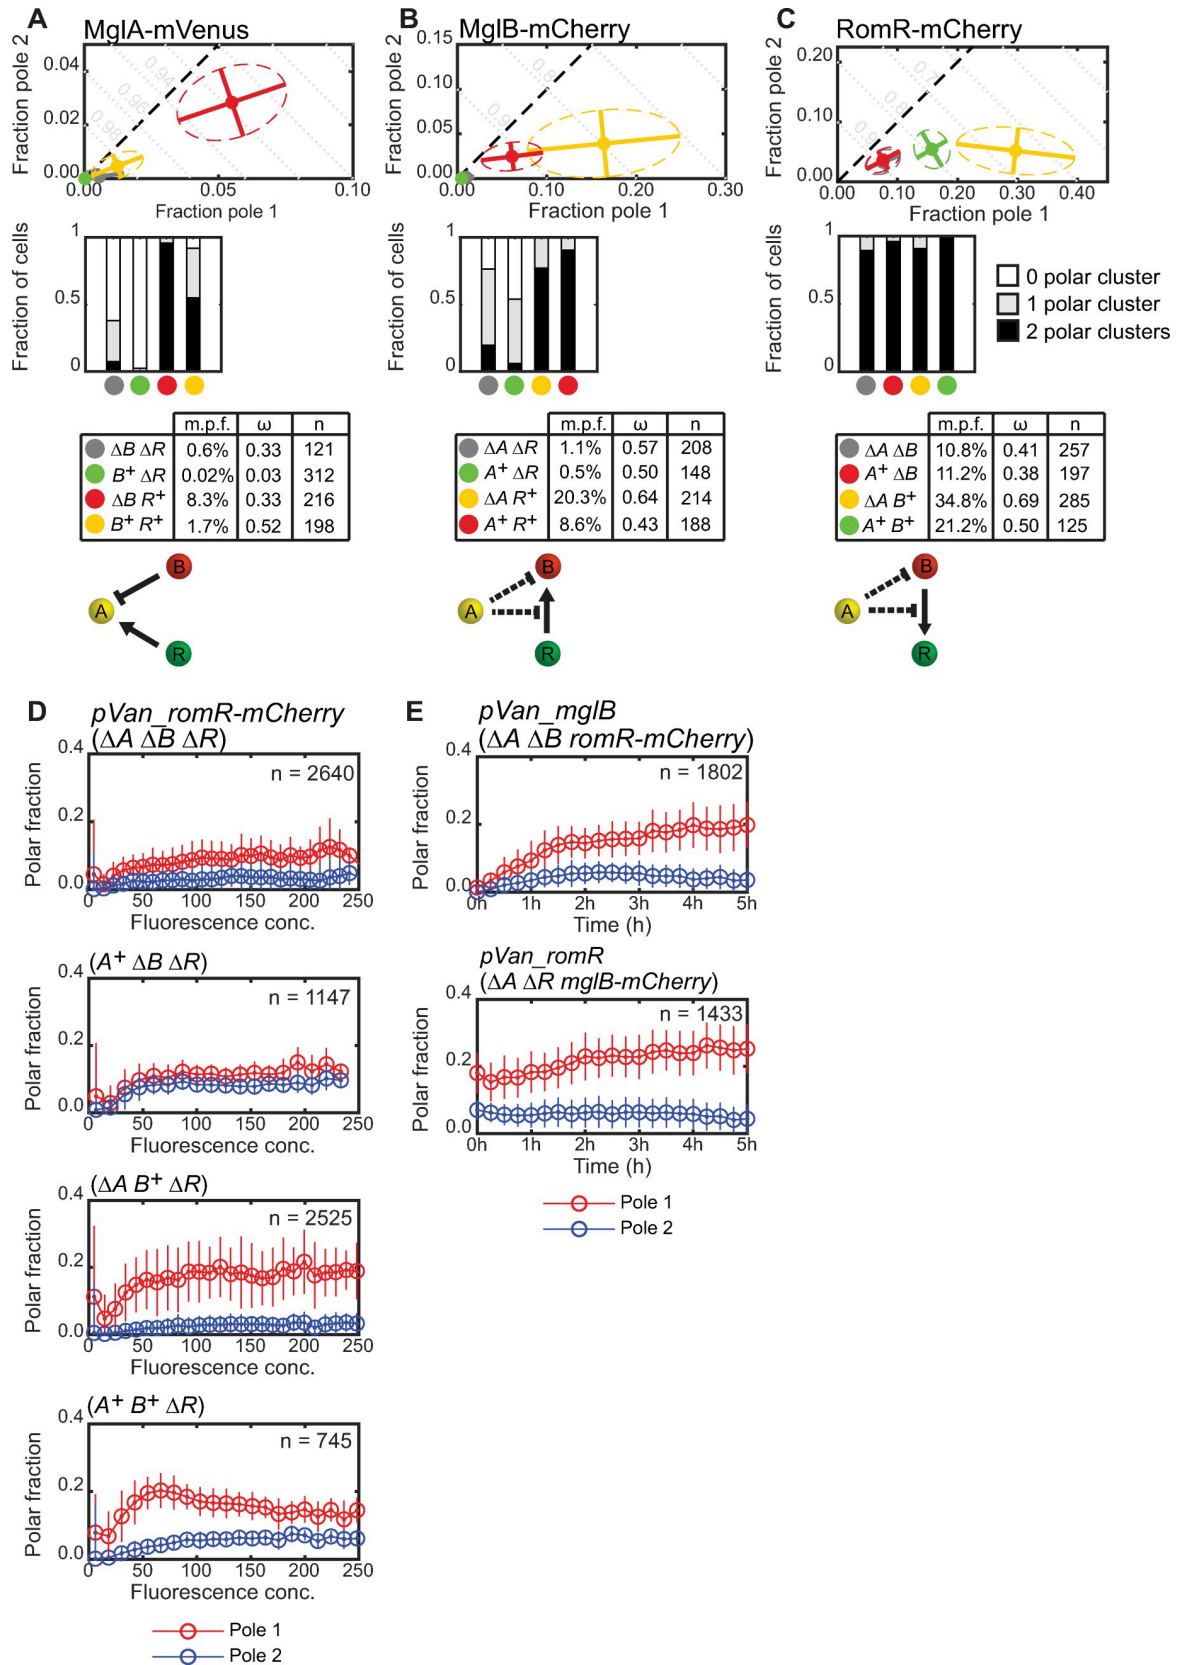 A
MglA-mVenus
Fraction pole 2
0.04
0.02
0.00
0.94
0.96
0.98
0.00
0.05
0.10
Fraction pole 1
B
MglB-mCherry
Fraction pole 2
0.15
0.10
0.05
0.00
0.00
0.10
0.20
0.30
Fraction pole 1
C
RomR-mCherry
Fraction pole 2
0.20
0.10
0.00
0.00
0.10
0.20
0.30
0.40
Fraction pole 1
Fraction of cells
1
0.5
0
Fraction of cells
1
0.5
0
Fraction of cells
1
0.5
0
0 polar cluster
1 polar cluster
2 polar clusters
m.p.f. ω n
ΔB ΔR 0.6% 0.33 121
B⁺ ΔR 0.02% 0.03 312
ΔB R⁺ 8.3% 0.33 216
B⁺ R⁺ 1.7% 0.52 198
m.p.f. ω n
ΔA ΔR 1.1% 0.57 208
A⁺ ΔR 0.5% 0.50 148
ΔA R⁺ 20.3% 0.64 214
A⁺ R⁺ 8.6% 0.43 188
m.p.f. ω n
ΔA ΔB 10.8% 0.41 257
A⁺ ΔB 11.2% 0.38 197
ΔA B⁺ 34.8% 0.69 285
A⁺ B⁺ 21.2% 0.50 125
B
A
R
B
A
R
B
A
R
D
pVan_romR-mCherry
(ΔA ΔB ΔR)
n = 2640
Polar fraction
0.4
0.2
0.0
0 50 100 150 200 250
Fluorescence conc.
(A⁺ ΔB ΔR)
n = 1147
Polar fraction
0.4
0.2
0.0
0 50 100 150 200 250
Fluorescence conc.
(ΔA B⁺ ΔR)
n = 2525
Polar fraction
0.4
0.2
0.0
0 50 100 150 200 250
Fluorescence conc.
(A⁺ B⁺ ΔR)
n = 745
Polar fraction
0.4
0.2
0.0
0 50 100 150 200 250
Fluorescence conc.
Pole 1
Pole 2
E
pVan_mglB
(ΔA ΔB romR-mCherry)
n = 1802
Polar fraction
0.4
0.2
0.0
0h 1h 2h 3h 4h 5h
Time (h)
pVan_romR
(ΔA ΔR mglB-mCherry)
n = 1433
Polar fraction
0.4
0.2
0.0
0h 1h 2h 3h 4h 5h
Time (h)
Pole 1
Pole 2